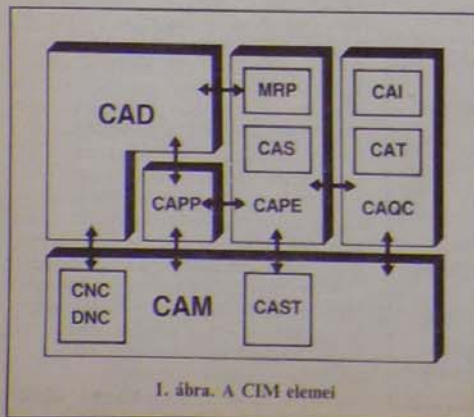 CAD
MRP
CAI
CAS
CAT
CAPP
CAPE
CAQC
CNC
DNC
CAM
CAST
1. ábra. A CIM elemei